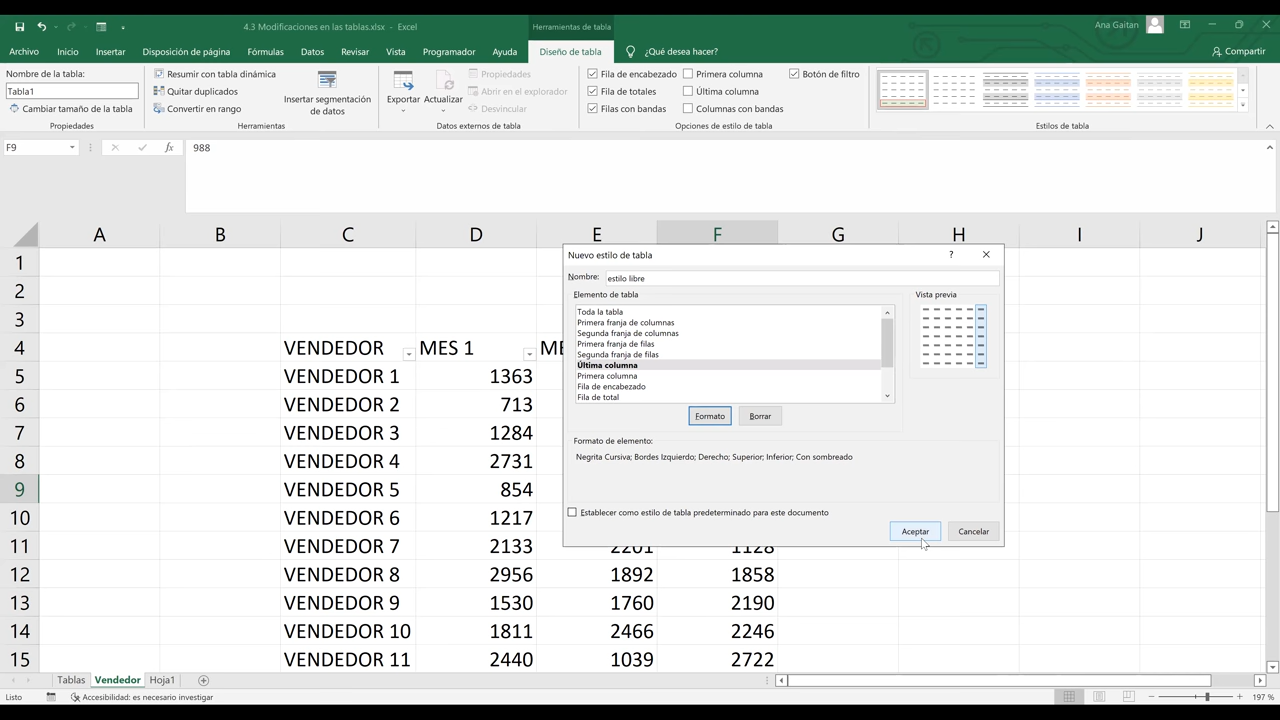 4.3 Modificaciones en las tablas.xlsx - Excel
Herramientas de tabla
Ana Gaitan
Archivo Inicio Insertar Disposición de página Fórmulas Datos Revisar Vista Programador Ayuda Diseño de tabla ¿Qué desea hacer? Compartir
Nombre de la tabla:
Tabla1
Cambiar tamaño de la tabla
Propiedades
Resumir con tabla dinámica
Quitar duplicados
Convertir en rango
de datos
Herramientas
Exportar
Propiedades
Datos externos de tabla
Fila de encabezado Primera columna Botón de filtro
Fila de totales Última columna
Filas con bandas Columnas con bandas
Opciones de estilo de tabla
Estilos de tabla
F9 fx 988
A B C D E F G H I J
1
2
3
4 VENDEDOR MES 1 ME
5 VENDEDOR 1 1363
6 VENDEDOR 2 713
7 VENDEDOR 3 1284
8 VENDEDOR 4 2731
9 VENDEDOR 5 854
10 VENDEDOR 6 1217
11 VENDEDOR 7 2133 2201 1128
12 VENDEDOR 8 2956 1892 1858
13 VENDEDOR 9 1530 1760 2190
14 VENDEDOR 10 1811 2466 2246
15 VENDEDOR 11 2440 1039 2722
Nuevo estilo de tabla ?
Nombre: estilo libre
Elemento de tabla
Vista previa
Toda la tabla
Primera franja de columnas
Segunda franja de columnas
Primera franja de filas
Segunda franja de filas
Última columna
Primera columna
Fila de encabezado
Fila de total
Formato Borrar
Formato de elemento:
Negrita Cursiva; Bordes Izquierdo; Derecho; Superior; Inferior; Con sombreado
Establecer como estilo de tabla predeterminado para este documento
Aceptar Cancelar
Tablas Vendedor Hoja1
Listo Accesibilidad: es necesario investigar 197 %